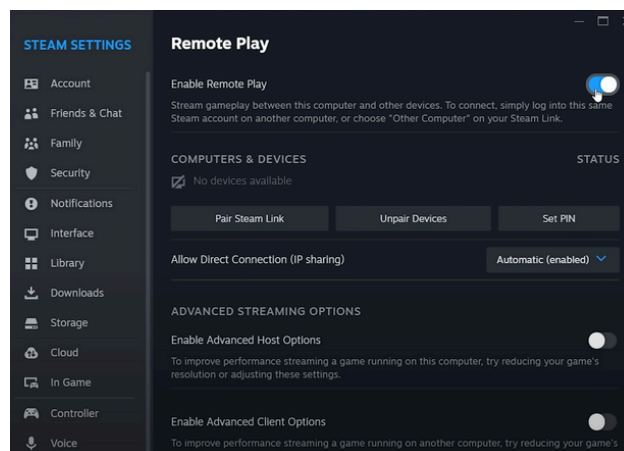 STEAM SETTINGS
Account
Friends & Chat
Family
Security
Notifications
Interface
Library
Downloads
Storage
Cloud
In Game
Controller
Voice
Remote Play
Enable Remote Play
Stream gameplay between this computer and other devices. To connect, simply log into this same
Steam account on another computer, or choose "Other Computer" on your Steam Link.
COMPUTERS & DEVICES STATUS
No devices available
Pair Steam Link Unpair Devices Set PIN
Allow Direct Connection (IP sharing) Automatic (enabled)
ADVANCED STREAMING OPTIONS
Enable Advanced Host Options
To improve performance streaming a game running on this computer, try reducing your game's
resolution or adjusting these settings.
Enable Advanced Client Options
To improve performance streaming a game running on another computer, try reducing your game's